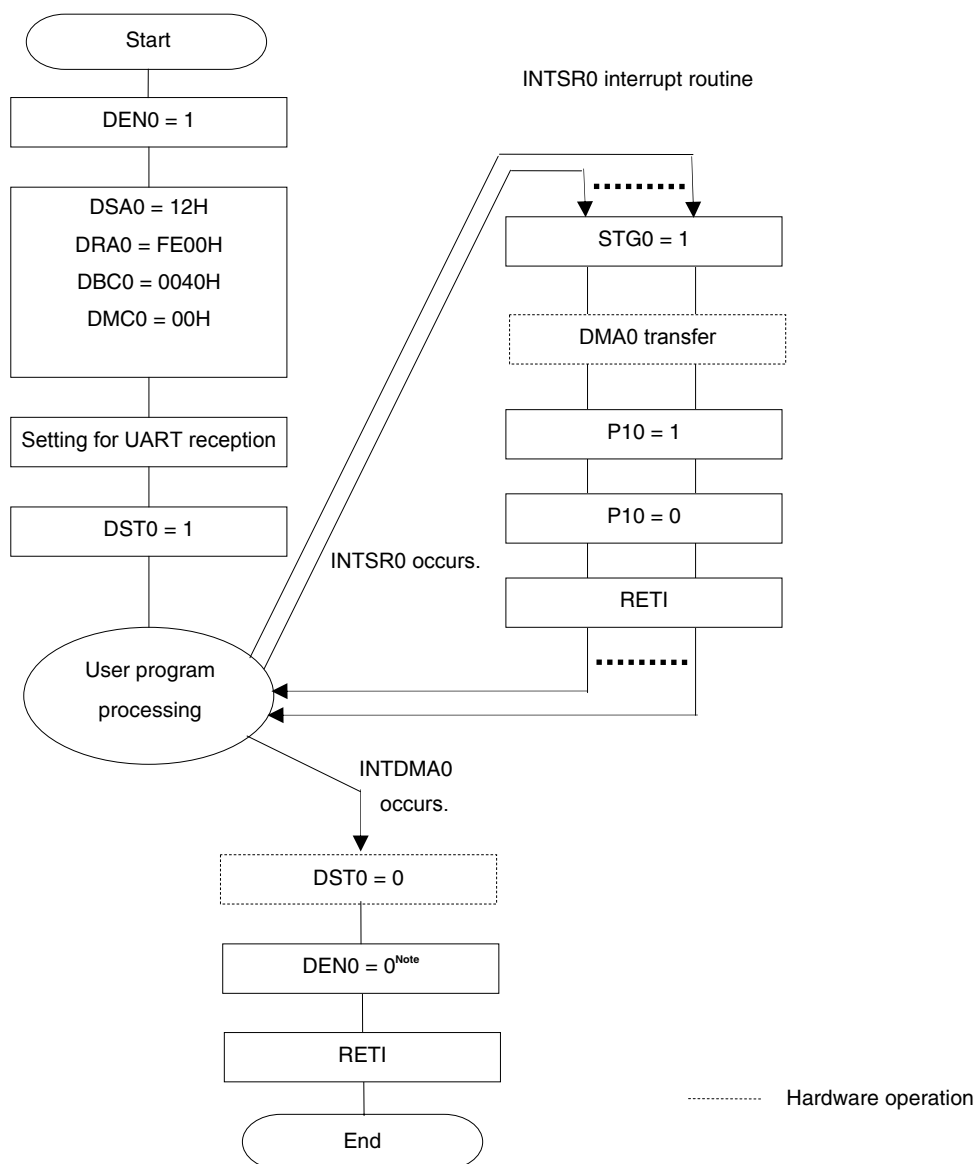 Start
DEN0 = 1
DSA0 = 12H
DRA0 = FE00H
DBC0 = 0040H
DMC0 = 00H
Setting for UART reception
DST0 = 1
User program
processing
INTSR0 occurs.
INTSR0 interrupt routine
STG0 = 1
DMA0 transfer
P10 = 1
P10 = 0
RETI
INTDMA0
occurs.
DST0 = 0
DEN0 = 0Note
RETI
End
Hardware operation